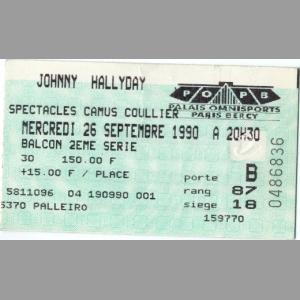 JOHNNY HALLYDAY
POPB
PALAIS OMNISPORTS
PARIS BERCY
SPECTACLES CAMUS COULLIER
MERCREDI 26 SEPTEMBRE 1990 A 20H30
BALCON 2EME SERIE
30 150.00 F
+15.00 F / PLACE
porte B
rang 87
siege 18
5811096 04 190990 001
5370 PALLEIRO
159770
0486836